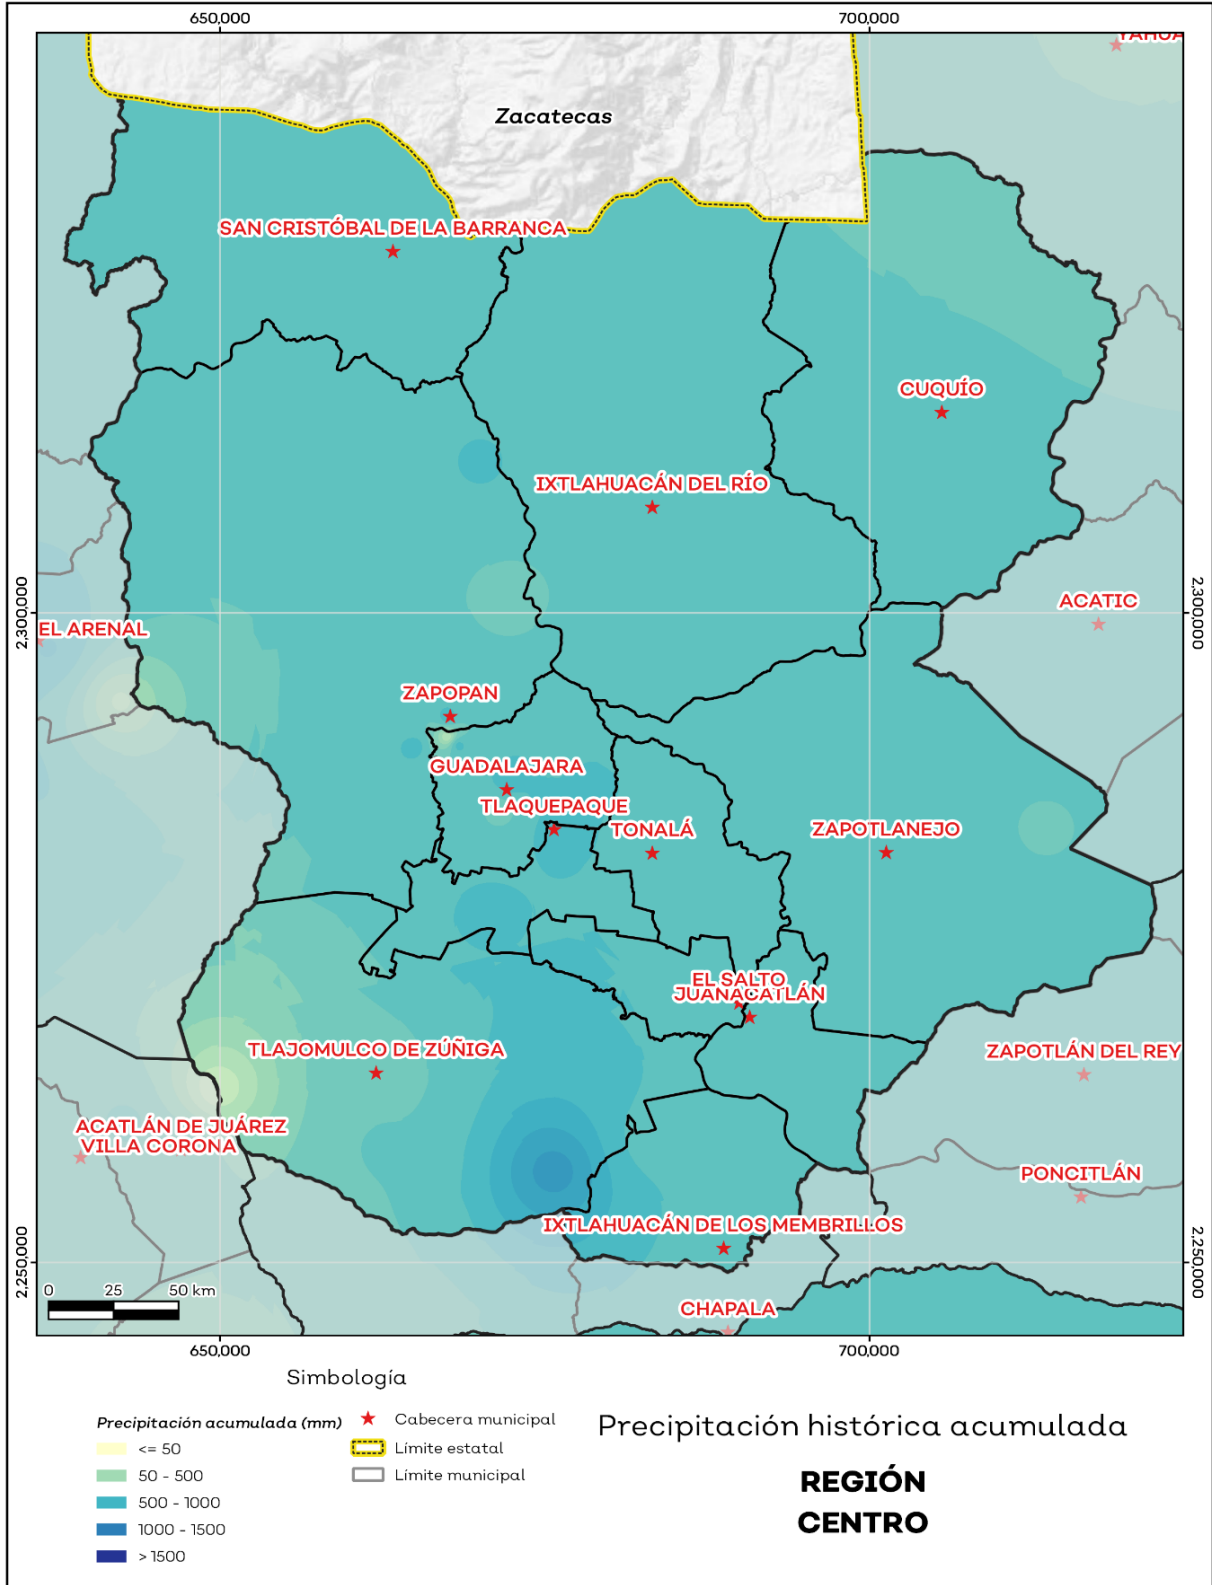 650,000
700,000
YAHUA
Zacatecas
SAN CRISTÓBAL DE LA BARRANCA
CUQUÍO
IXTLAHUACÁN DEL RÍO
2,300,000
2,300,000
ACATIC
EL ARENAL
ZAPOPAN
GUADALAJARA
TLAQUEPAQUE
TONALÁ
ZAPOTLANEJO
EL SALTO
JUANACATLÁN
TLAJOMULCO DE ZÚÑIGA
ZAPOTLÁN DEL REY
ACATLÁN DE JUÁREZ
VILLA CORONA
PONCITLÁN
IXTLAHUACÁN DE LOS MEMBRILLOS
2,250,000
2,250,000
0 25 50 km
CHAPALA
650,000
700,000
Simbología
Precipitación acumulada (mm)
<= 50
50 - 500
500 - 1000
1000 - 1500
> 1500
Cabecera municipal
Límite estatal
Límite municipal
Precipitación histórica acumulada
REGIÓN
CENTRO